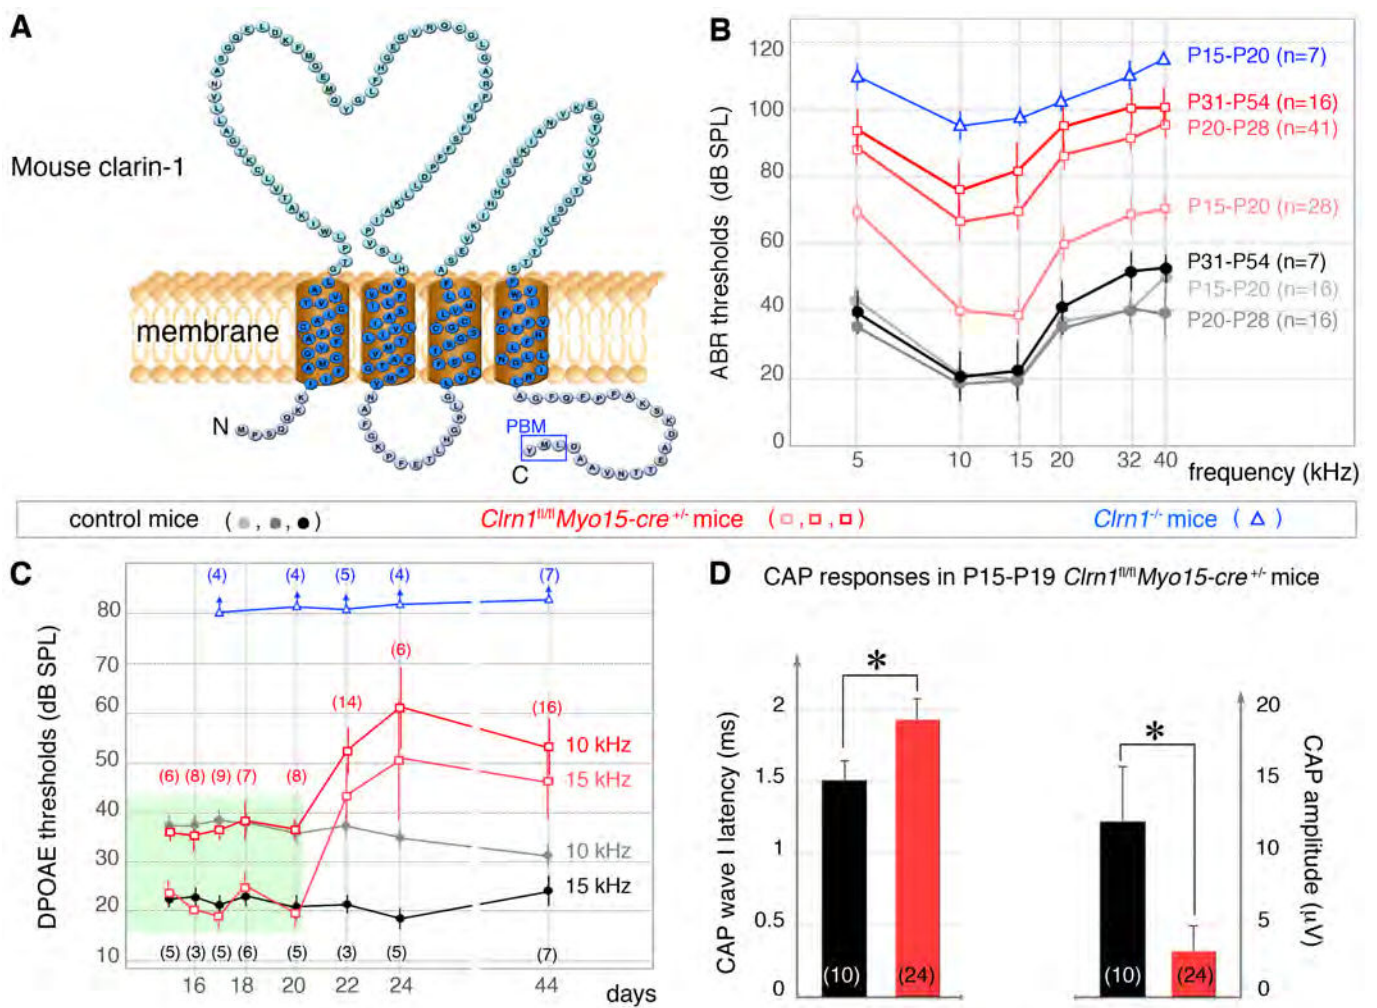 A
Mouse clarin-1
membrane
N
PBM
Y M L
C
B
ABR thresholds (dB SPL)
120
100
80
60
40
20
0
5 10 15 20 32 40
frequency (kHz)
P15-P20 (n=7)
P31-P54 (n=16)
P20-P28 (n=41)
P15-P20 (n=28)
P31-P54 (n=7)
P15-P20 (n=16)
P20-P28 (n=16)
control mice ( , , )
Clrn1fl/fl Myo15-cre+/- mice ( , , )
Clrn1-/- mice ( )
C
DPOAE thresholds (dB SPL)
80
70
60
50
40
30
20
10
(4) (4) (5) (4) (7)
(6) (8) (9) (7) (8) (14) (6) (16)
10 kHz
15 kHz
10 kHz
15 kHz
(5) (3) (5) (6) (5) (3) (5) (7)
16 18 20 22 24 44
days
D
CAP responses in P15-P19 Clrn1fl/fl Myo15-cre+/- mice
CAP wave I latency (ms)
2
1.5
1
0.5
0
*
(10) (24)
*
(10) (24)
20
15
10
5
0
CAP amplitude (μV)